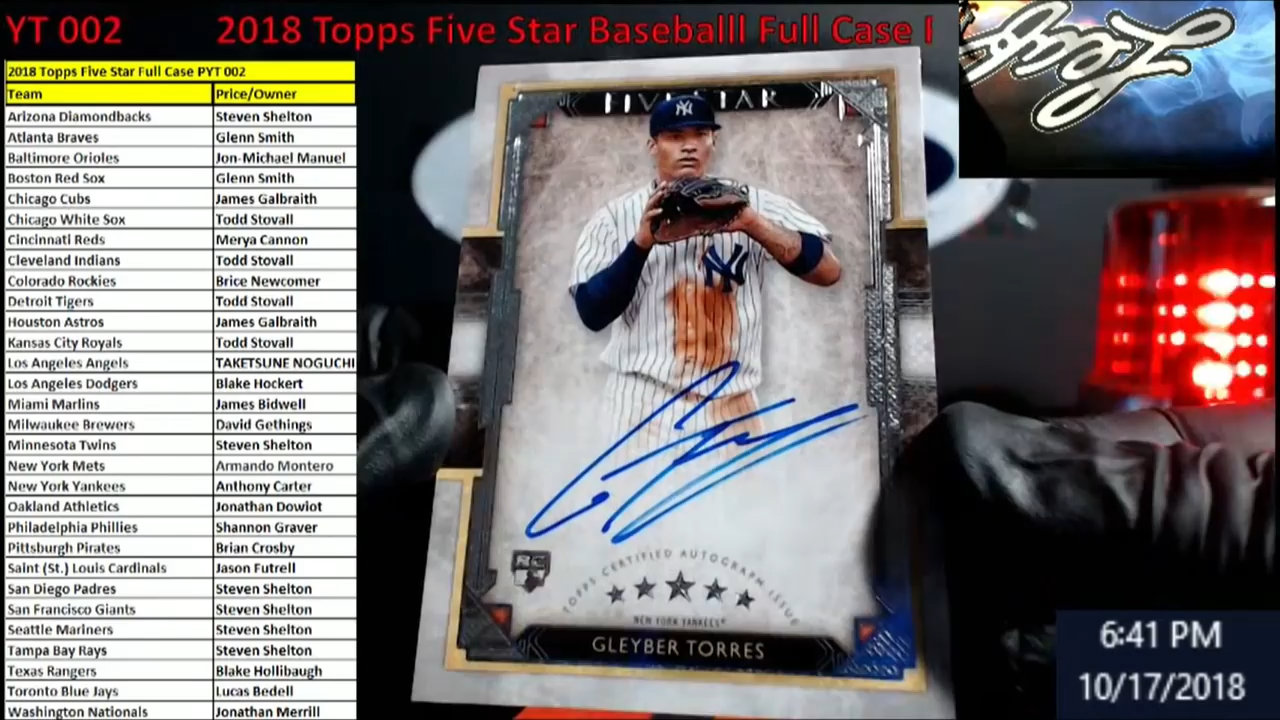 YT 002 2018 Topps Five Star Baseballl Full Case
2018 Topps Five Star Full Case PYT 002
Team Price/Owner
Arizona Diamondbacks Steven Shelton
Atlanta Braves Glenn Smith
Baltimore Orioles Jon-Michael Manuel
Boston Red Sox Glenn Smith
Chicago Cubs James Galbraith
Chicago White Sox Todd Stovall
Cincinnati Reds Merya Cannon
Cleveland Indians Todd Stovall
Colorado Rockies Brice Newcomer
Detroit Tigers Todd Stovall
Houston Astros James Galbraith
Kansas City Royals Todd Stovall
Los Angeles Angels TAKETSUNE NOGUCHI
Los Angeles Dodgers Blake Hockert
Miami Marlins James Bidwell
Milwaukee Brewers David Gethings
Minnesota Twins Steven Shelton
New York Mets Armando Montero
New York Yankees Anthony Carter
Oakland Athletics Jonathan Dowiot
Philadelphia Phillies Shannon Graver
Pittsburgh Pirates Brian Crosby
Saint (St.) Louis Cardinals Jason Futrell
San Diego Padres Steven Shelton
San Francisco Giants Steven Shelton
Seattle Mariners Steven Shelton
Tampa Bay Rays Steven Shelton
Texas Rangers Blake Hollibaugh
Toronto Blue Jays Lucas Bedell
Washington Nationals Jonathan Merrill
FIVE STAR
NY
NY
RC
TOPPS CERTIFIED AUTOGRAPH ISSUE
NEW YORK YANKEES
GLEYBER TORRES
Leaf
6:41 PM
10/17/2018